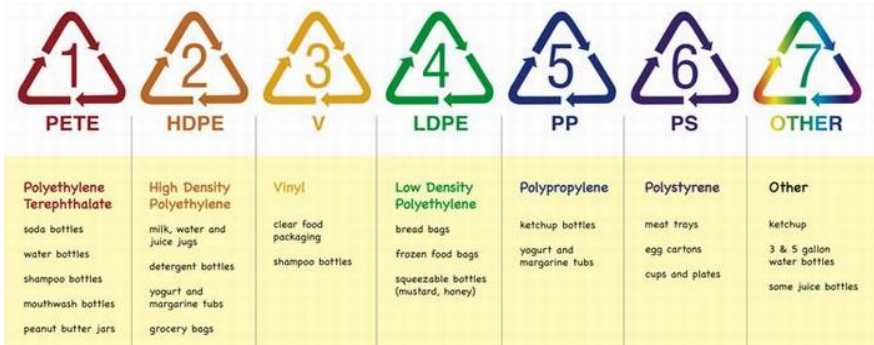 1
PETE
Polyethylene
Terephthalate
soda bottles
water bottles
shampoo bottles
mouthwash bottles
peanut butter jars
2
HDPE
High Density
Polyethylene
milk, water and
juice jugs
detergent bottles
yogurt and
margarine tubs
grocery bags
3
V
Vinyl
clear food
packaging
shampoo bottles
4
LDPE
Low Density
Polyethylene
bread bags
frozen food bags
squeezable bottles
(mustard, honey)
5
PP
Polypropylene
ketchup bottles
yogurt and
margarine tubs
6
PS
Polystyrene
meat trays
egg cartons
cups and plates
7
OTHER
Other
ketchup
3 & 5 gallon
water bottles
some juice bottles